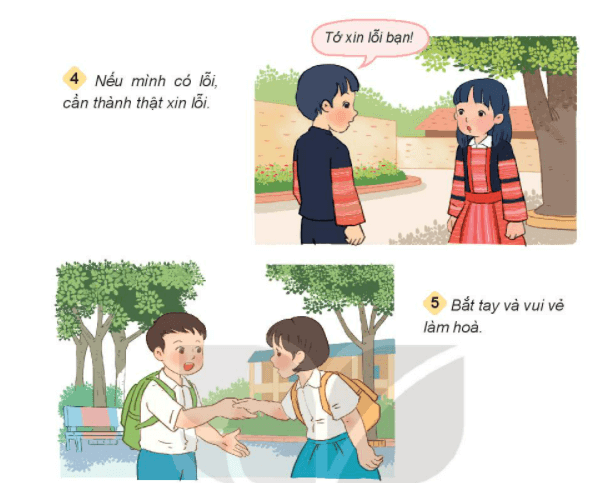 Tớ xin lỗi bạn!
4 Nếu mình có lỗi,
cần thành thật xin lỗi.
5 Bắt tay và vui vẻ
làm hoà.